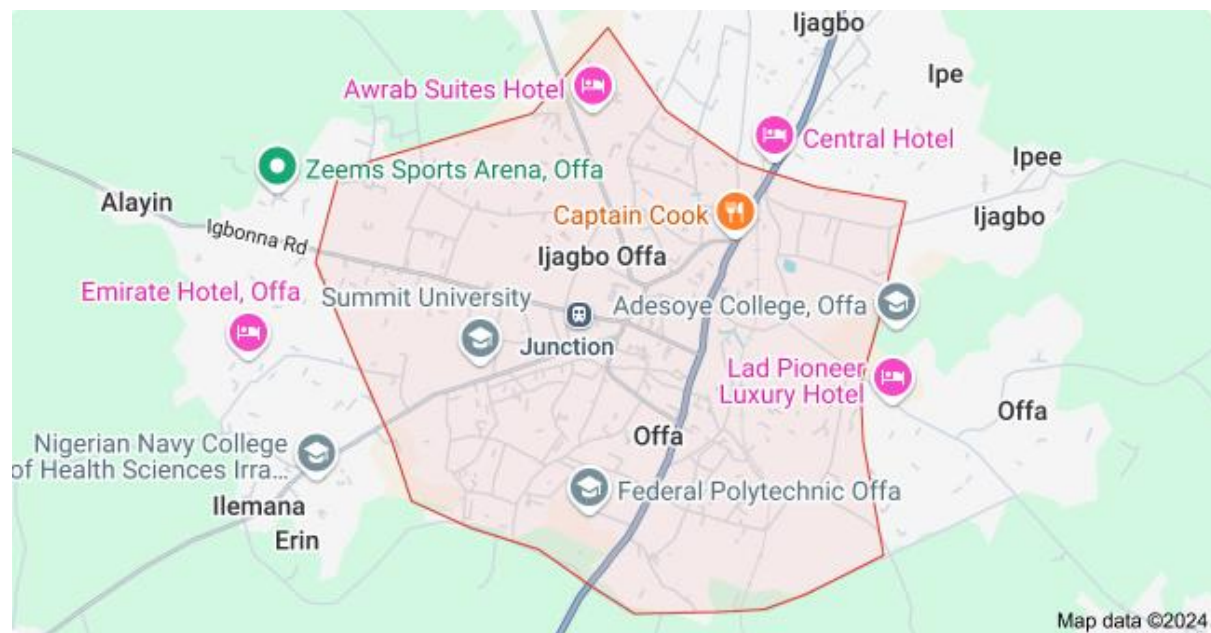 Ijagbo
Ipe
Awrab Suites Hotel
Central Hotel
Ipee
Zeems Sports Arena, Offa
Alayin
Captain Cook
Ijagbo
Igbonna Rd
Ijagbo Offa
Emirate Hotel, Offa
Summit University
Adesoye College, Offa
Junction
Lad Pioneer
Luxury Hotel
Offa
Offa
Nigerian Navy College
of Health Sciences Irra...
Federal Polytechnic Offa
Ilemana
Erin
Map data ©2024